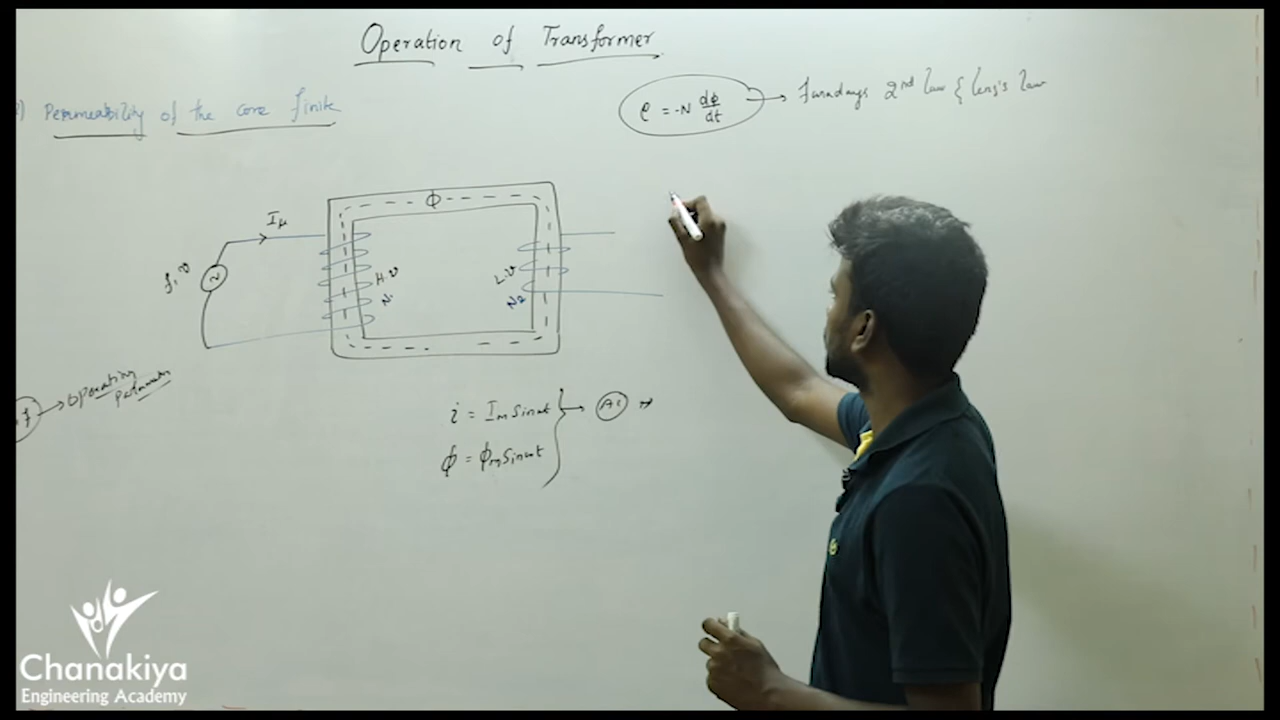 Operation of Transformer
Permeability of the core finite
e = -N dϕ/dt → Faradays 2nd law { Lenz's law
ϕ
Iμ
f, v
H.v
N1
L.v
N2
f → operating
i = Im Sinωt
ϕ = ϕm Sinωt
AC
Chanakiya
Engineering Academy